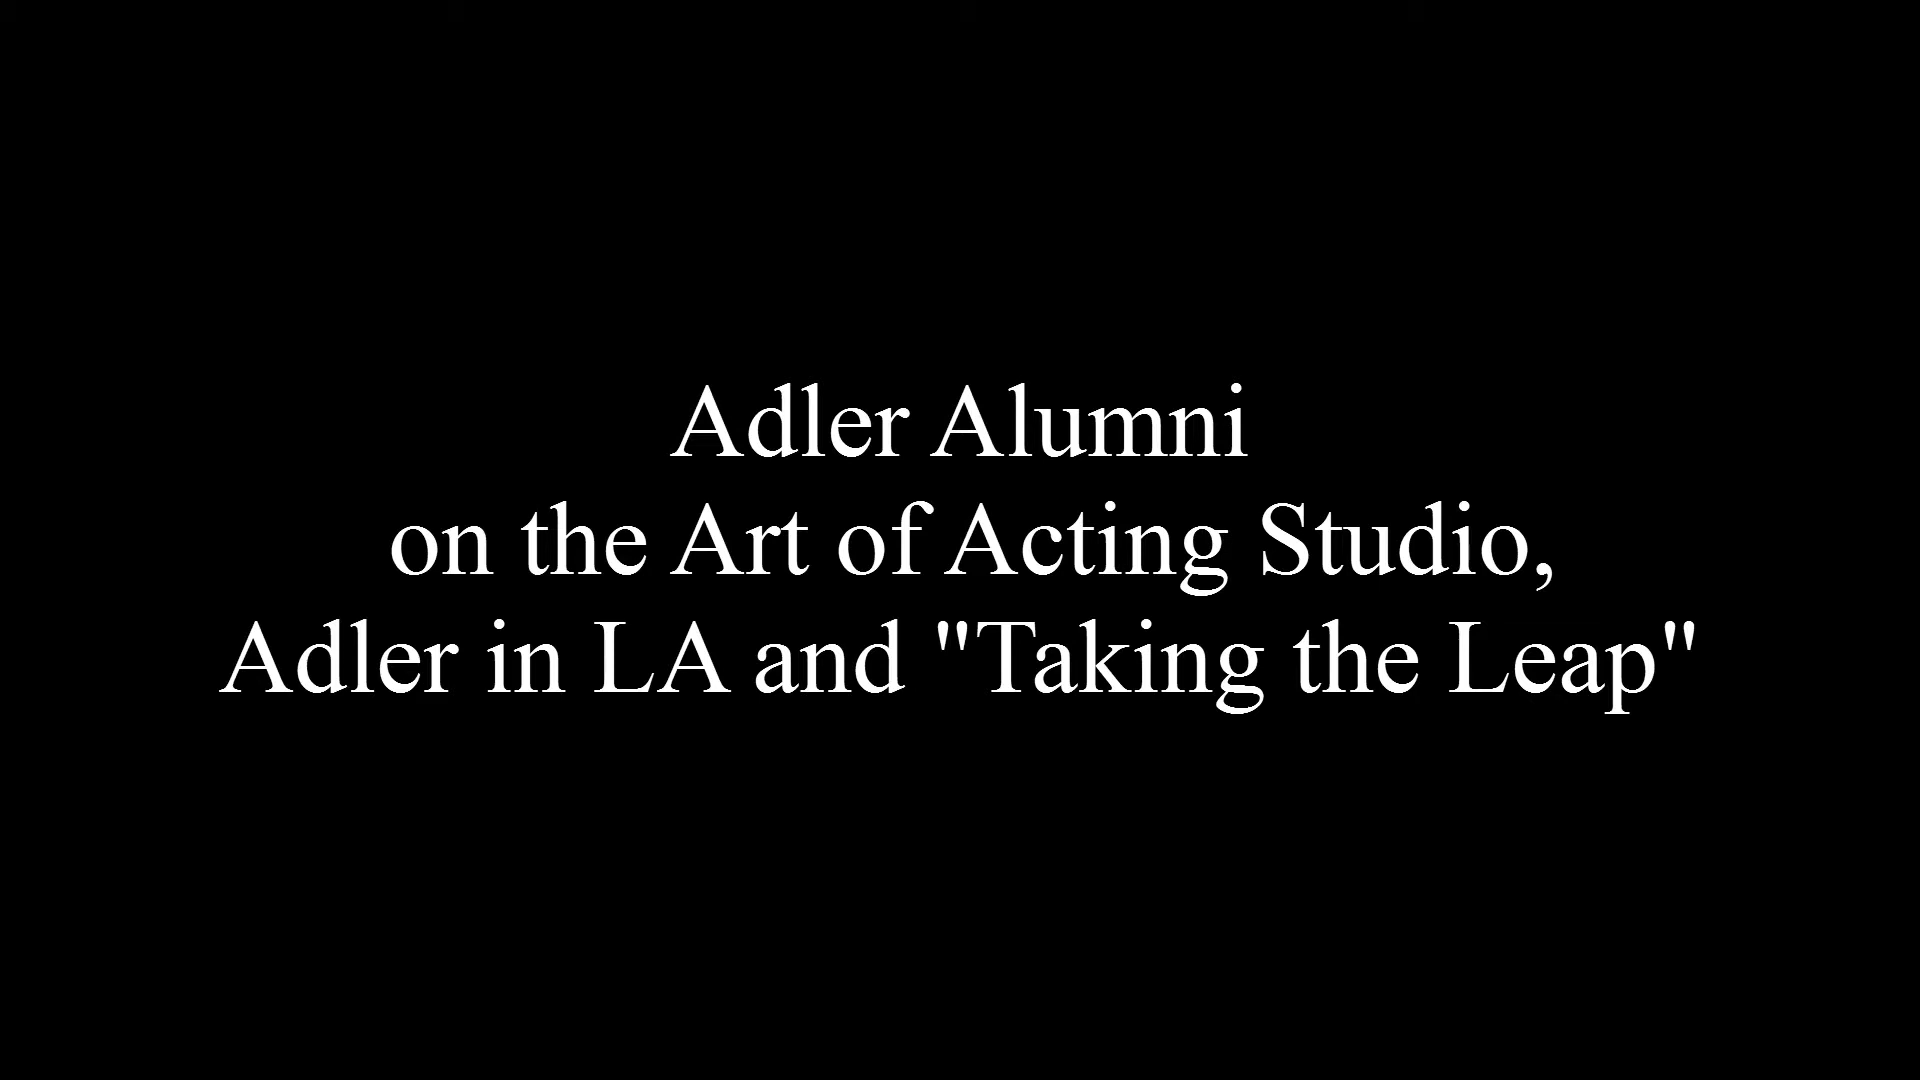 Adler Alumni
on the Art of Acting Studio,
Adler in LA and "Taking the Leap"